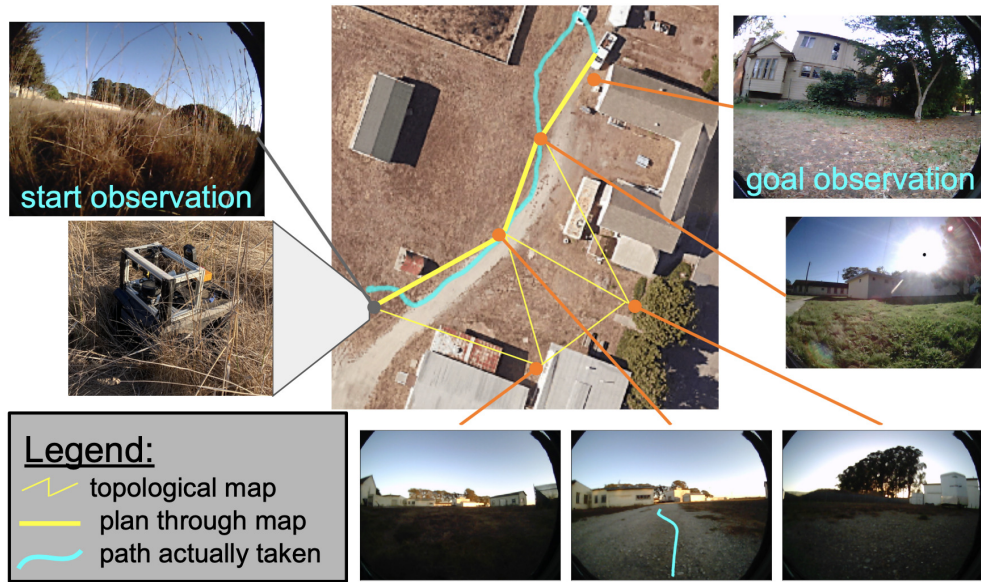 start observation
goal observation
Legend:
topological map
plan through map
path actually taken